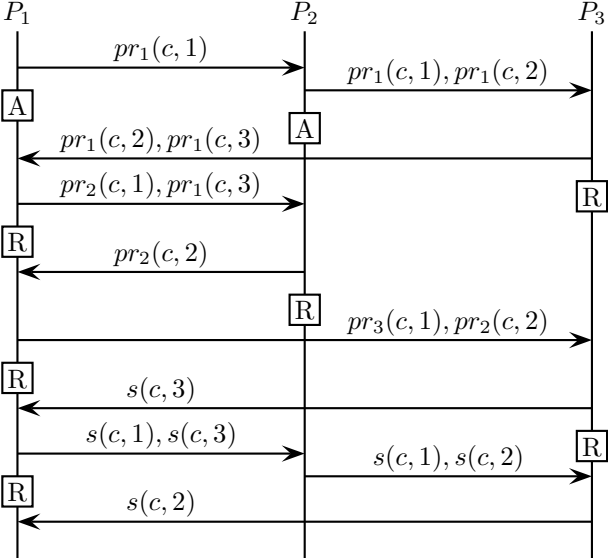 P₁ P₂ P₃
pr₁(c, 1)
pr₁(c, 1), pr₁(c, 2)
A
A
pr₁(c, 2), pr₁(c, 3)
pr₂(c, 1), pr₁(c, 3)
R
R
pr₂(c, 2)
R
pr₃(c, 1), pr₂(c, 2)
R
s(c, 3)
s(c, 1), s(c, 3)
R
s(c, 1), s(c, 2)
R
s(c, 2)